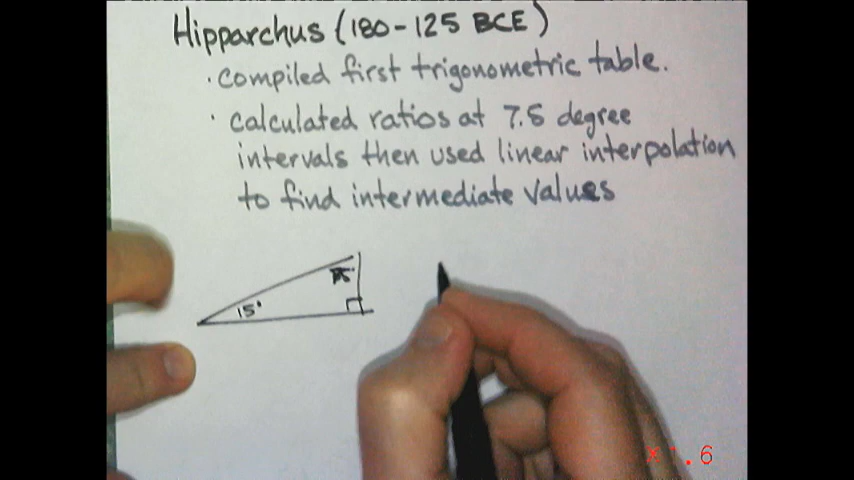 Hipparchus (180-125 BCE)
· compiled first trigonometric table.
· calculated ratios at 7.5 degree
intervals then used linear interpolation
to find intermediate values
15°